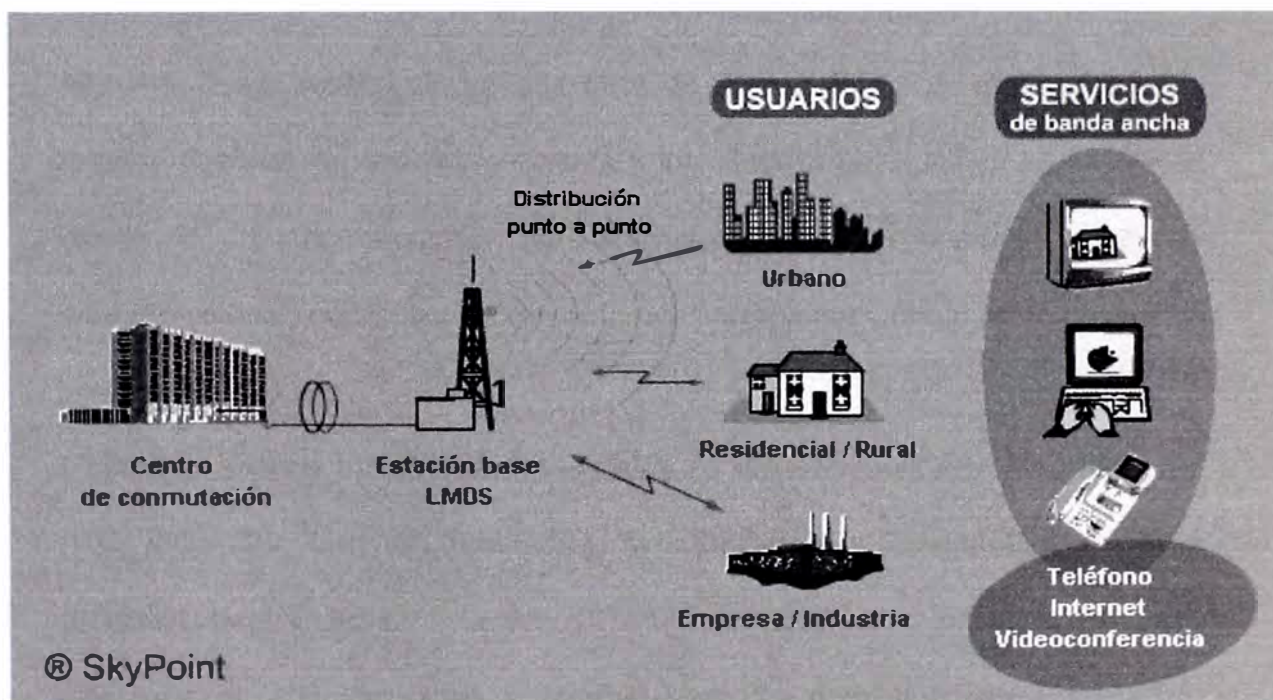 USUARIOS
SERVICIOS
de banda ancha
Distribución
punto a punto
Urbano
Residencial / Rural
Centro
de conmutación
Estación base
LMDS
Empresa / Industria
Teléfono
Internet
Videoconferencia
® SkyPoint